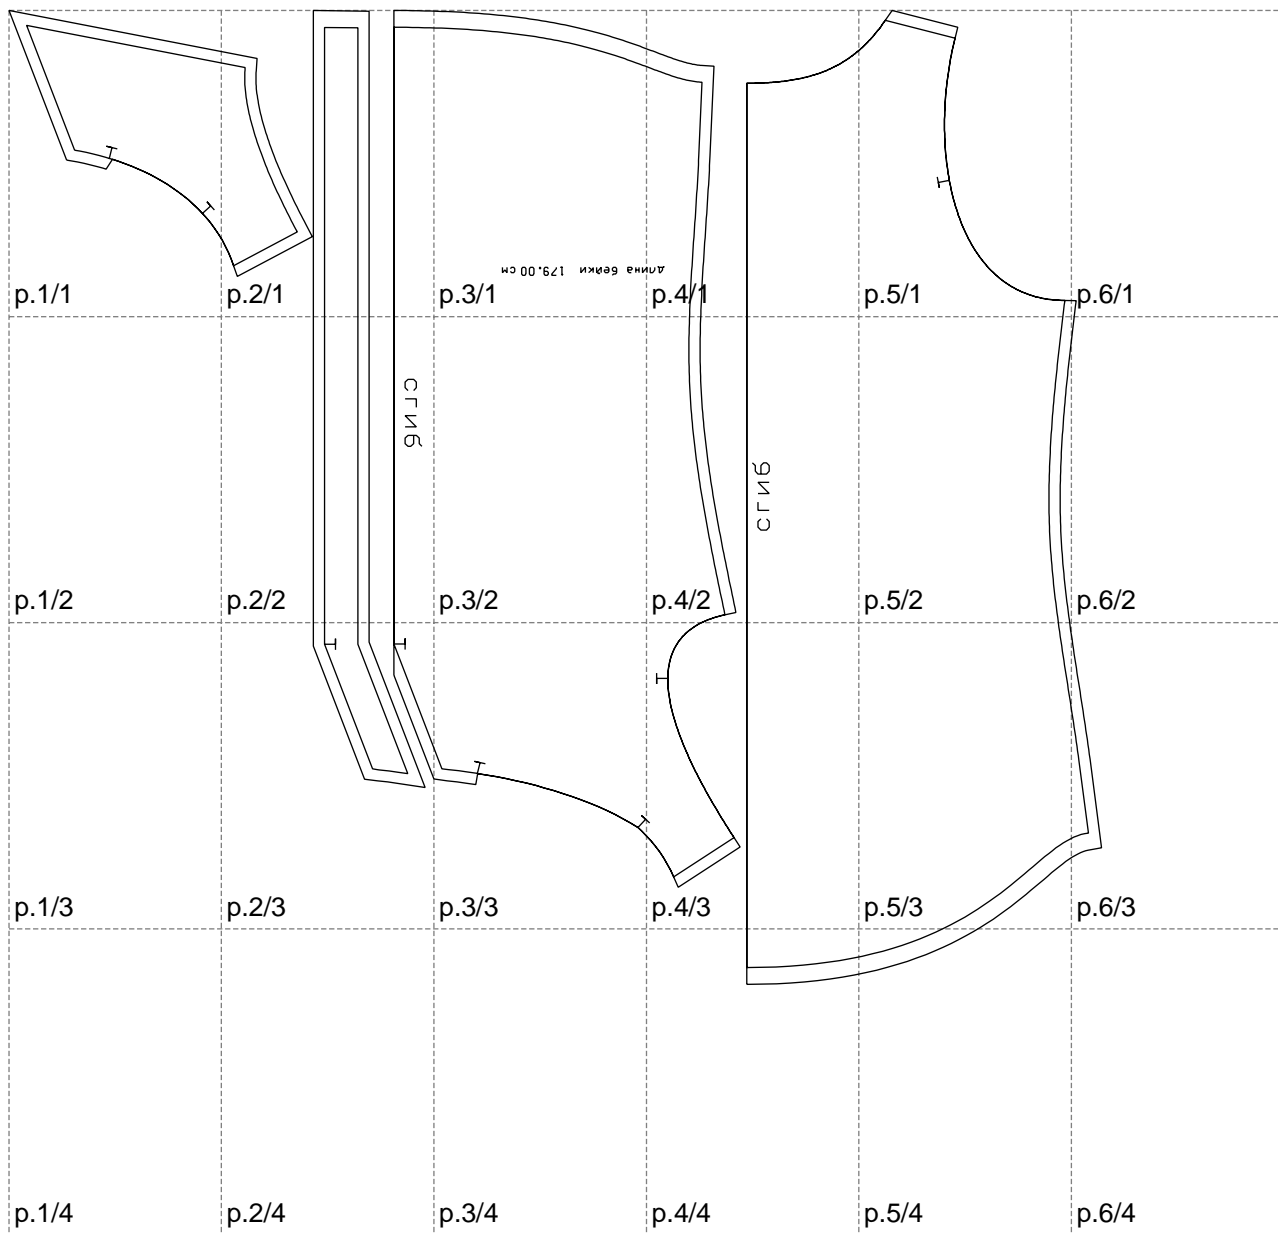 длина бейки 179.00 см
p.1/1 p.2/1 p.3/1 p.4/1 p.5/1 p.6/1
сгиб
сгиб
p.1/2 p.2/2 p.3/2 p.4/2 p.5/2 p.6/2
p.1/3 p.2/3 p.3/3 p.4/3 p.5/3 p.6/3
p.1/4 p.2/4 p.3/4 p.4/4 p.5/4 p.6/4